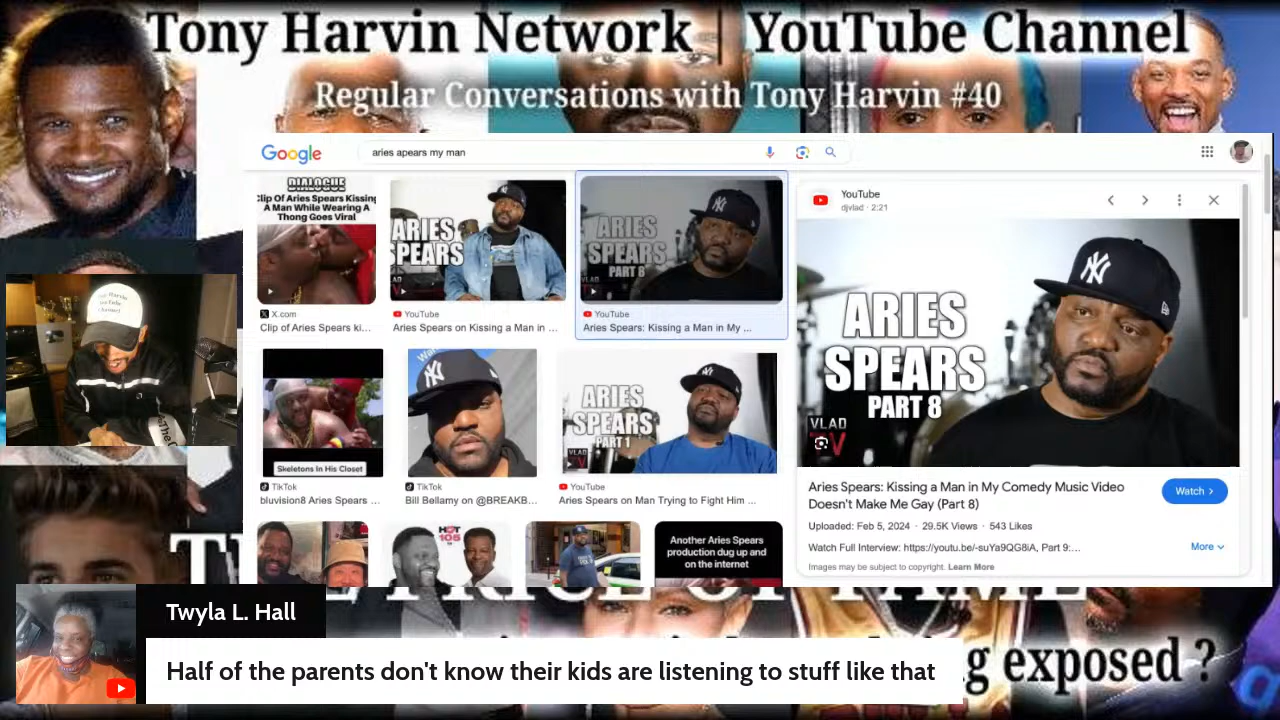 Tony Harvin Network | YouTube Channel
Regular Conversations with Tony Harvin #40
Google
aries apears my man
DIALOGUE
Clip Of Aries Spears Kissing
A Man While Wearing A
Thong Goes Viral
X.com
Clip of Aries Spears ki...
ARIES
SPEARS
VLAD
YouTube
Aries Spears on Kissing a Man in ...
ARIES
SPEARS
PART 8
VLAD
YouTube
Aries Spears: Kissing a Man in My ...
YouTube
djvlad · 2:21
ARIES
SPEARS
PART 8
VLAD
TV
Skeletons In His Closet
TikTok
bluvision8 Aries Spears ...
TikTok
Bill Bellamy on @BREAKB...
ARIES
SPEARS
PART 1
VLAD
YouTube
Aries Spears on Man Trying to Fight Him ...
Aries Spears: Kissing a Man in My Comedy Music Video
Doesn't Make Me Gay (Part 8)
Watch
Uploaded: Feb 5, 2024 · 29.5K Views · 543 Likes
Watch Full Interview: https://youtu.be/-suYa9QG8iA, Part 9:...
More
Images may be subject to copyright. Learn More
HOT
105
Another Aries Spears
production dug up and
on the internet
PRICE OF FAME
exposed ?
Twyla L. Hall
Half of the parents don't know their kids are listening to stuff like that